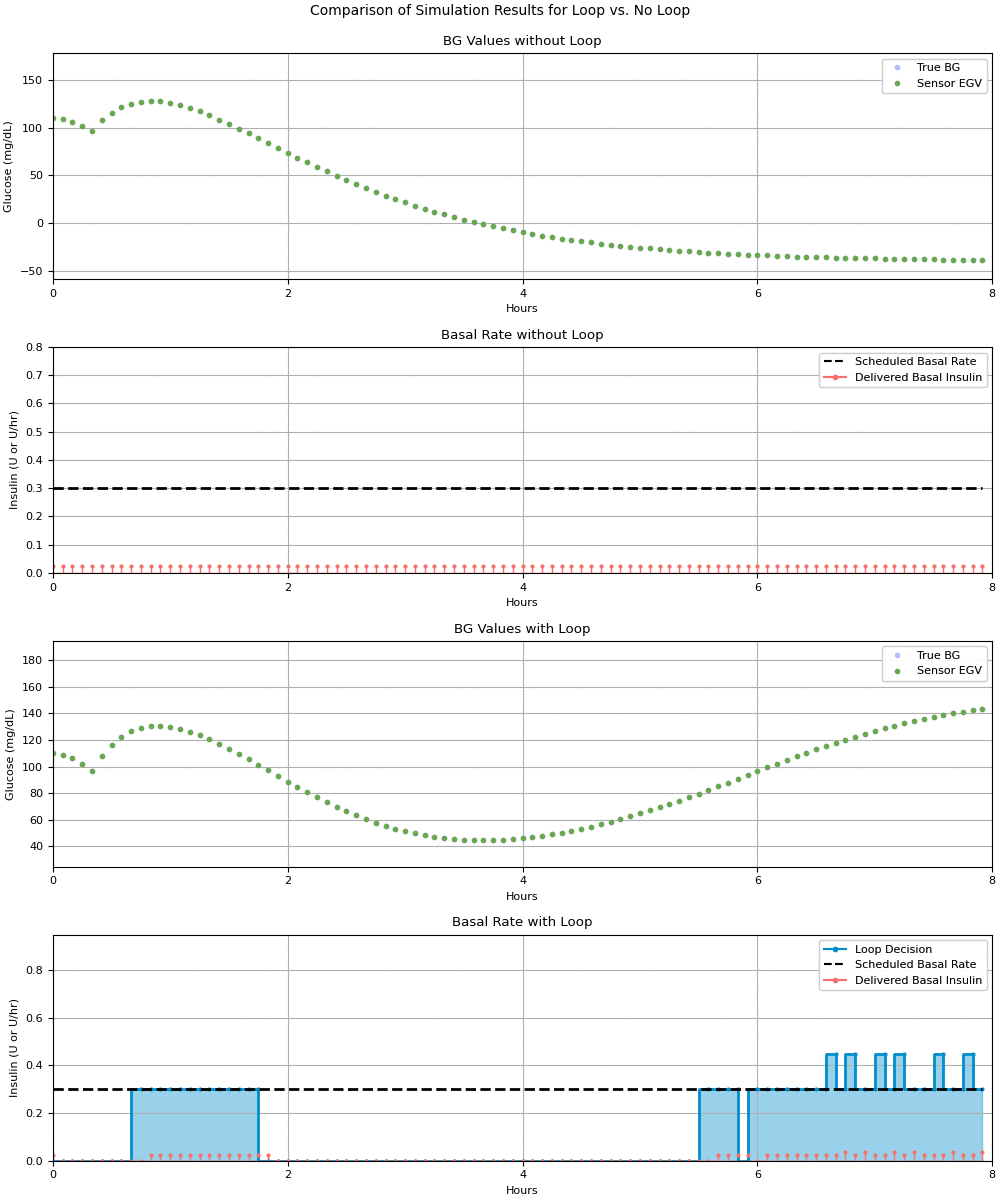 Comparison of Simulation Results for Loop vs. No Loop
BG Values without Loop
Glucose (mg/dL)
150
100
50
0
−50
True BG
Sensor EGV
0 2 4 6 8
Hours
Basal Rate without Loop
Insulin (U or U/hr)
0.8
0.7
0.6
0.5
0.4
0.3
0.2
0.1
0.0
Scheduled Basal Rate
Delivered Basal Insulin
0 2 4 6 8
Hours
BG Values with Loop
Glucose (mg/dL)
180
160
140
120
100
80
60
40
True BG
Sensor EGV
0 2 4 6 8
Hours
Basal Rate with Loop
Insulin (U or U/hr)
0.8
0.6
0.4
0.2
0.0
Loop Decision
Scheduled Basal Rate
Delivered Basal Insulin
0 2 4 6 8
Hours